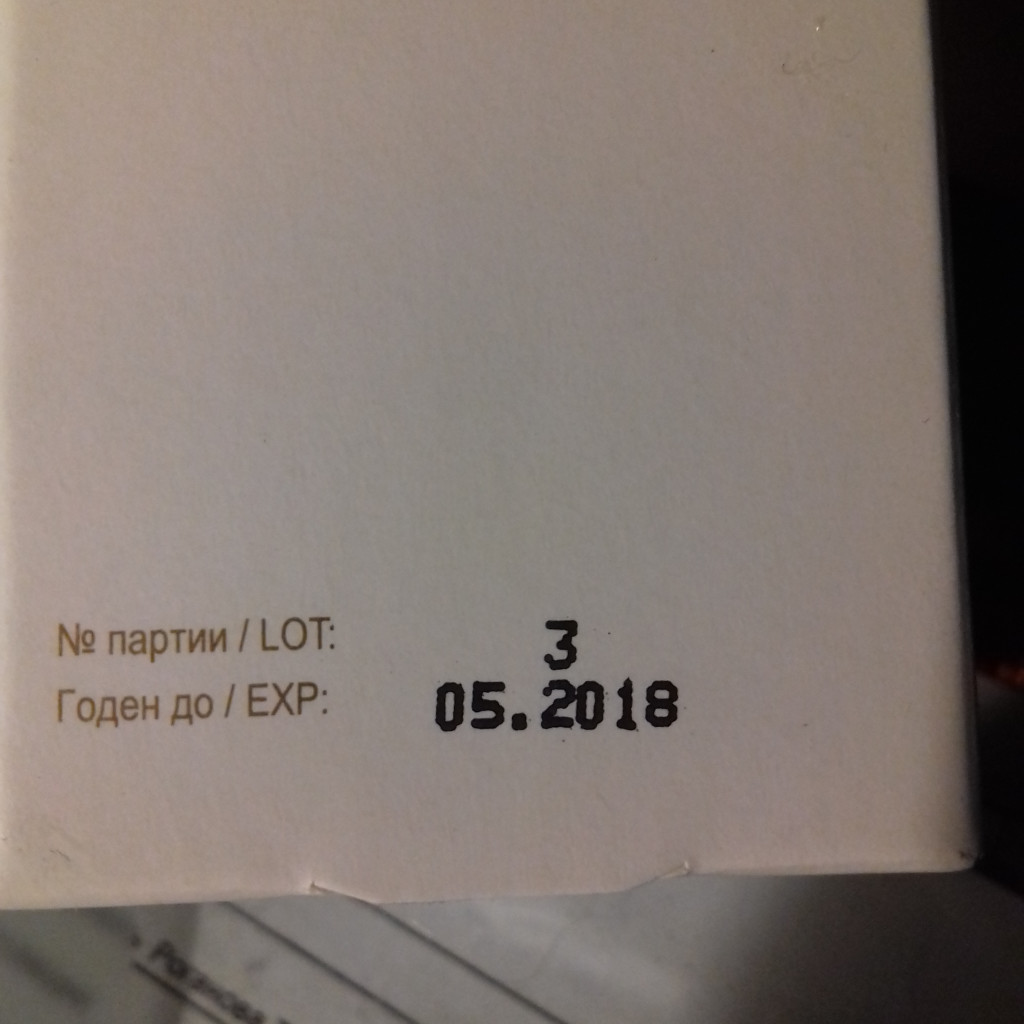 № партии / LOT: 3
Годен до / EXP: 05.2018